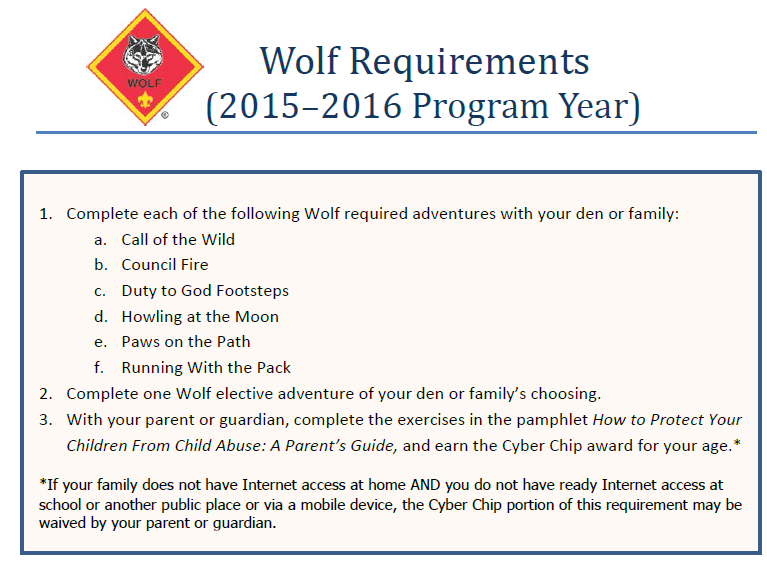 WOLF
®
Wolf Requirements
(2015–2016 Program Year)
1. Complete each of the following Wolf required adventures with your den or family:
a. Call of the Wild
b. Council Fire
c. Duty to God Footsteps
d. Howling at the Moon
e. Paws on the Path
f. Running With the Pack
2. Complete one Wolf elective adventure of your den or family’s choosing.
3. With your parent or guardian, complete the exercises in the pamphlet How to Protect Your
Children From Child Abuse: A Parent’s Guide, and earn the Cyber Chip award for your age.*
*If your family does not have Internet access at home AND you do not have ready Internet access at
school or another public place or via a mobile device, the Cyber Chip portion of this requirement may be
waived by your parent or guardian.